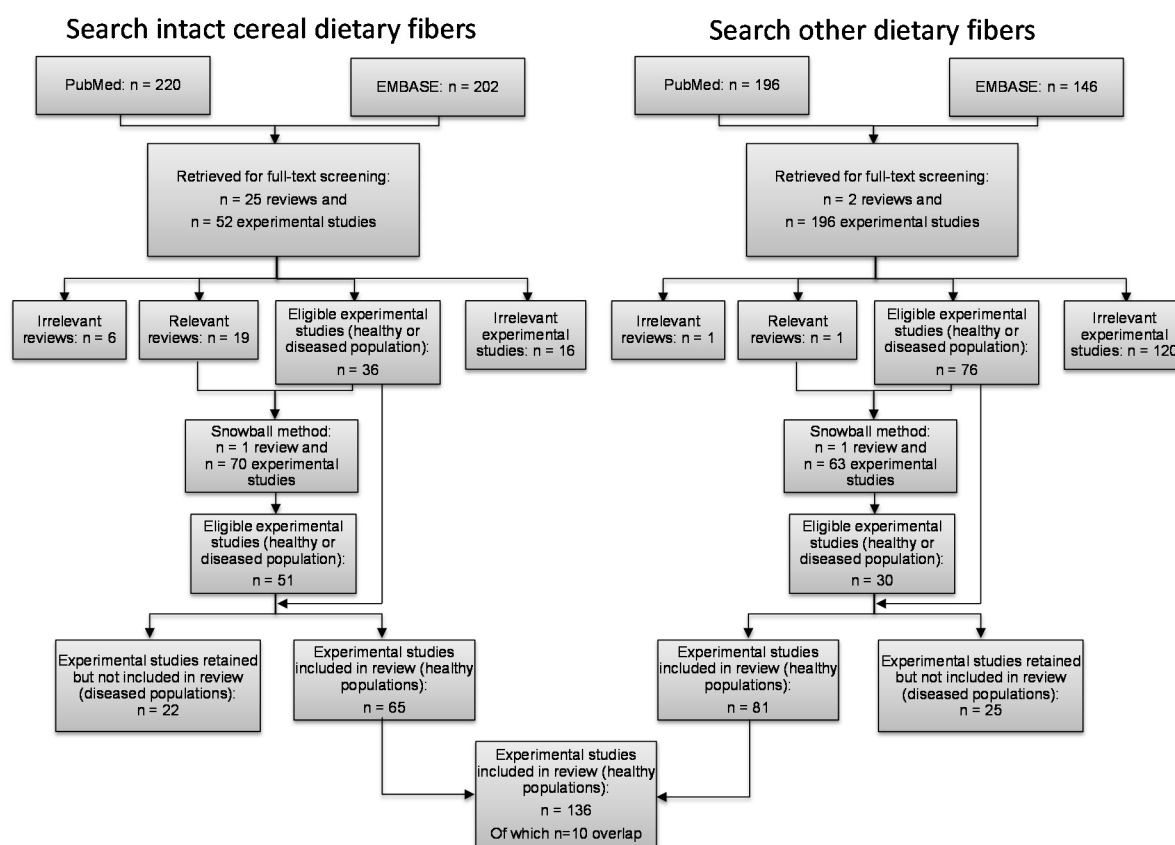 Search intact cereal dietary fibers
PubMed: n = 220
EMBASE: n = 202
Retrieved for full-text screening:
n = 25 reviews and
n = 52 experimental studies
Irrelevant
reviews: n = 6
Relevant
reviews: n = 19
Eligible experimental
studies (healthy or
diseased population):
n = 36
Irrelevant
experimental
studies: n = 16
Snowball method:
n = 1 review and
n = 70 experimental
studies
Eligible experimental
studies (healthy or
diseased population):
n = 51
Experimental studies retained
but not included in review
(diseased populations):
n = 22
Experimental studies
included in review (healthy
populations):
n = 65
Search other dietary fibers
PubMed: n = 196
EMBASE: n = 146
Retrieved for full-text screening:
n = 2 reviews and
n = 196 experimental studies
Irrelevant
reviews: n = 1
Relevant
reviews: n = 1
Eligible experimental
studies (healthy or
diseased population):
n = 76
Irrelevant
experimental
studies: n = 120
Snowball method:
n = 1 review and
n = 63 experimental
studies
Eligible experimental
studies (healthy or
diseased population):
n = 30
Experimental studies
included in review (healthy
populations):
n = 81
Experimental studies retained
but not included in review
(diseased populations):
n = 25
Experimental studies
included in review (healthy
populations):
n = 136
Of which n=10 overlap